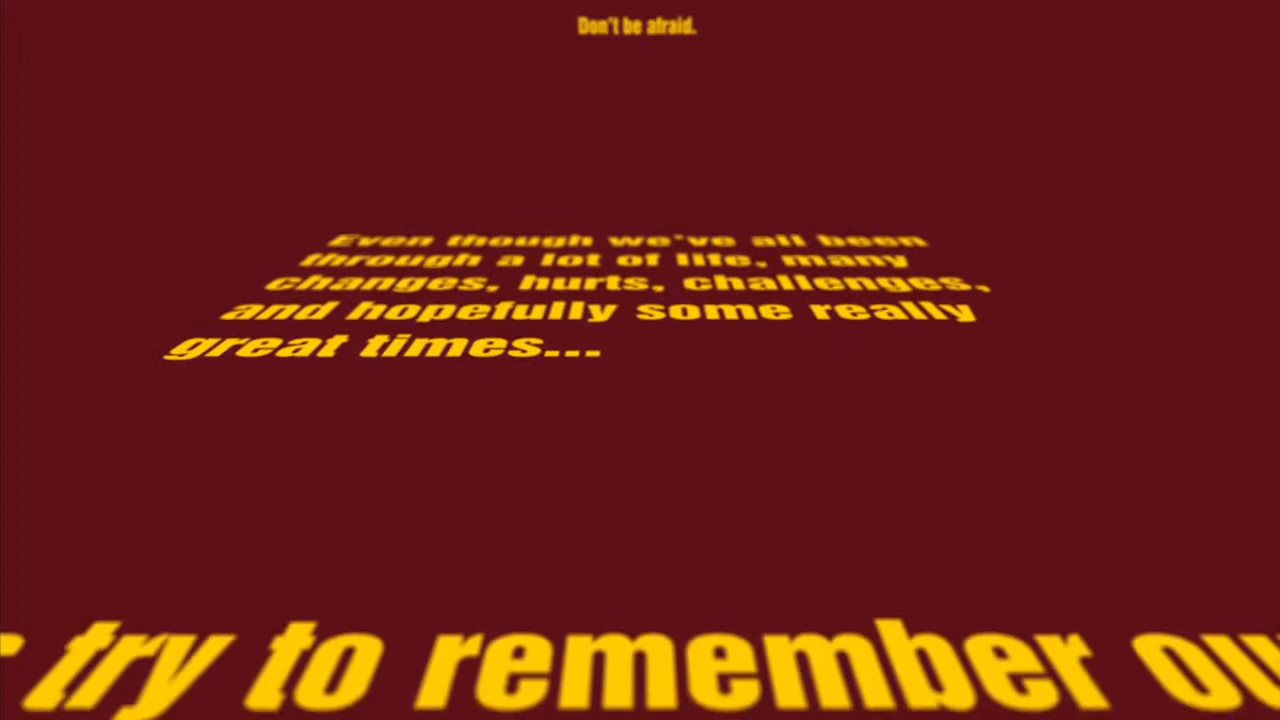 Don't be afraid.
Even though we've all been
through a lot of life, many
changes, hurts, challenges,
and hopefully some really
great times...
try to remember